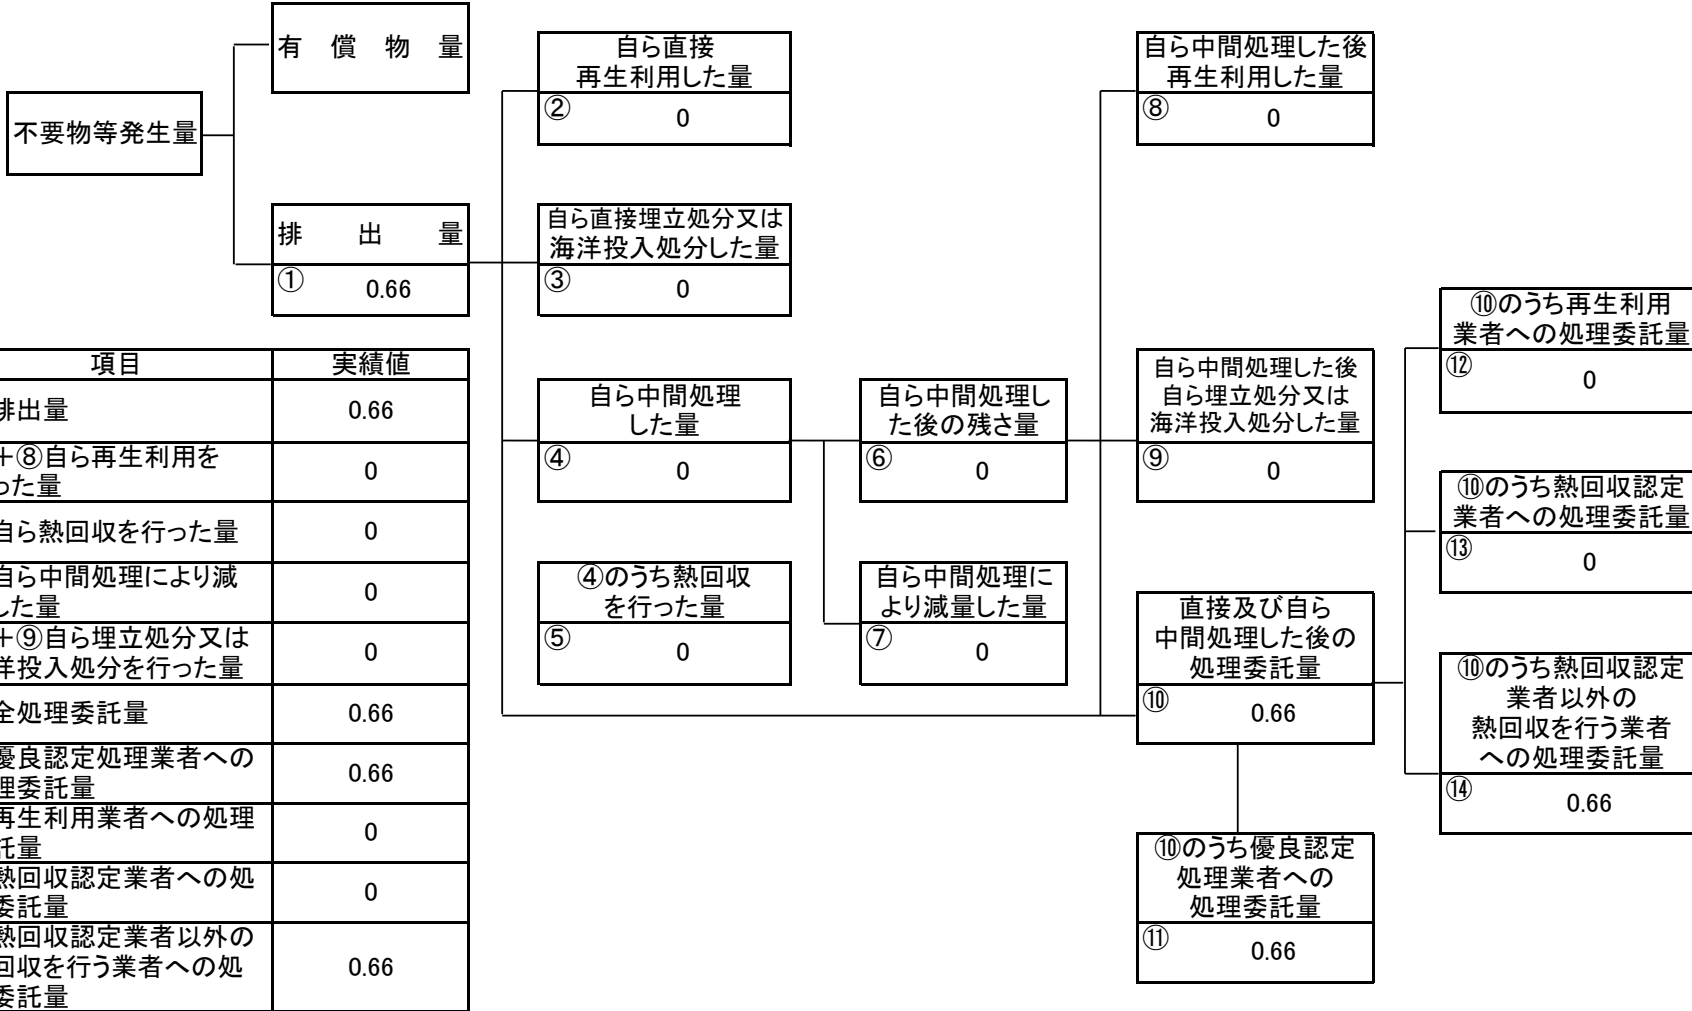 有償物量
不要物等発生量
排出量
① 0.66
自ら直接
再生利用した量
② 0
自ら直接埋立処分又は
海洋投入処分した量
③ 0
自ら中間処理
した量
④ 0
④のうち熱回収
を行った量
⑤ 0
自ら中間処理し
た後の残さ量
⑥ 0
自ら中間処理に
より減量した量
⑦ 0
自ら中間処理した後
再生利用した量
⑧ 0
自ら中間処理した後
自ら埋立処分又は
海洋投入処分した量
⑨ 0
直接及び自ら
中間処理した後の
処理委託量
⑩ 0.66
⑩のうち優良認定
処理業者への
処理委託量
⑪ 0.66
⑩のうち再生利用
業者への処理委託量
⑫ 0
⑩のうち熱回収認定
業者への処理委託量
⑬ 0
⑩のうち熱回収認定
業者以外の
熱回収を行う業者
への処理委託量
⑭ 0.66
項目 実績値
排出量 0.66
+⑧自ら再生利用を
った量 0
自ら熱回収を行った量 0
自ら中間処理により減
した量 0
+⑨自ら埋立処分又は
洋投入処分を行った量 0
全処理委託量 0.66
優良認定処理業者への
理委託量 0.66
再生利用業者への処理
託量 0
熱回収認定業者への処
委託量 0
熱回収認定業者以外の
回収を行う業者への処
委託量 0.66